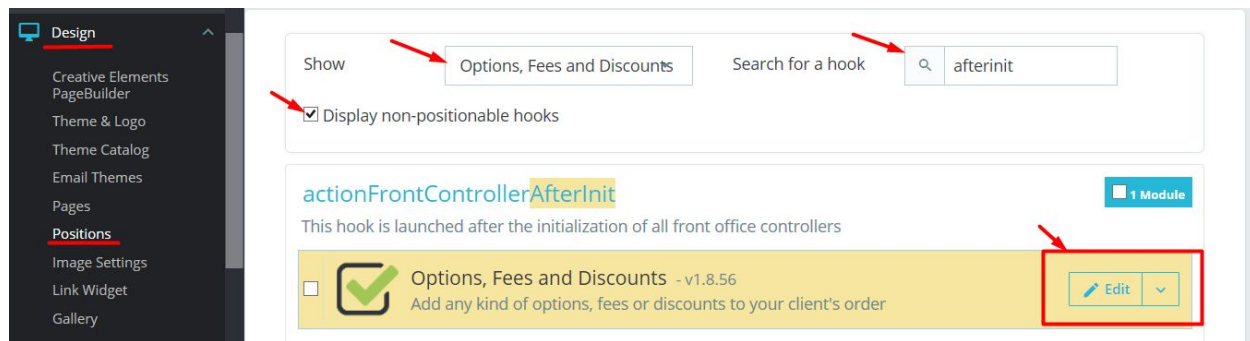 Design
Creative Elements
PageBuilder
Theme & Logo
Theme Catalog
Email Themes
Pages
Positions
Image Settings
Link Widget
Gallery
Show
Options, Fees and Discounts
Search for a hook
afterinit
Display non-positionable hooks
actionFrontControllerAfterInit
1 Module
This hook is launched after the initialization of all front office controllers
Options, Fees and Discounts - v1.8.56
Add any kind of options, fees or discounts to your client's order
Edit